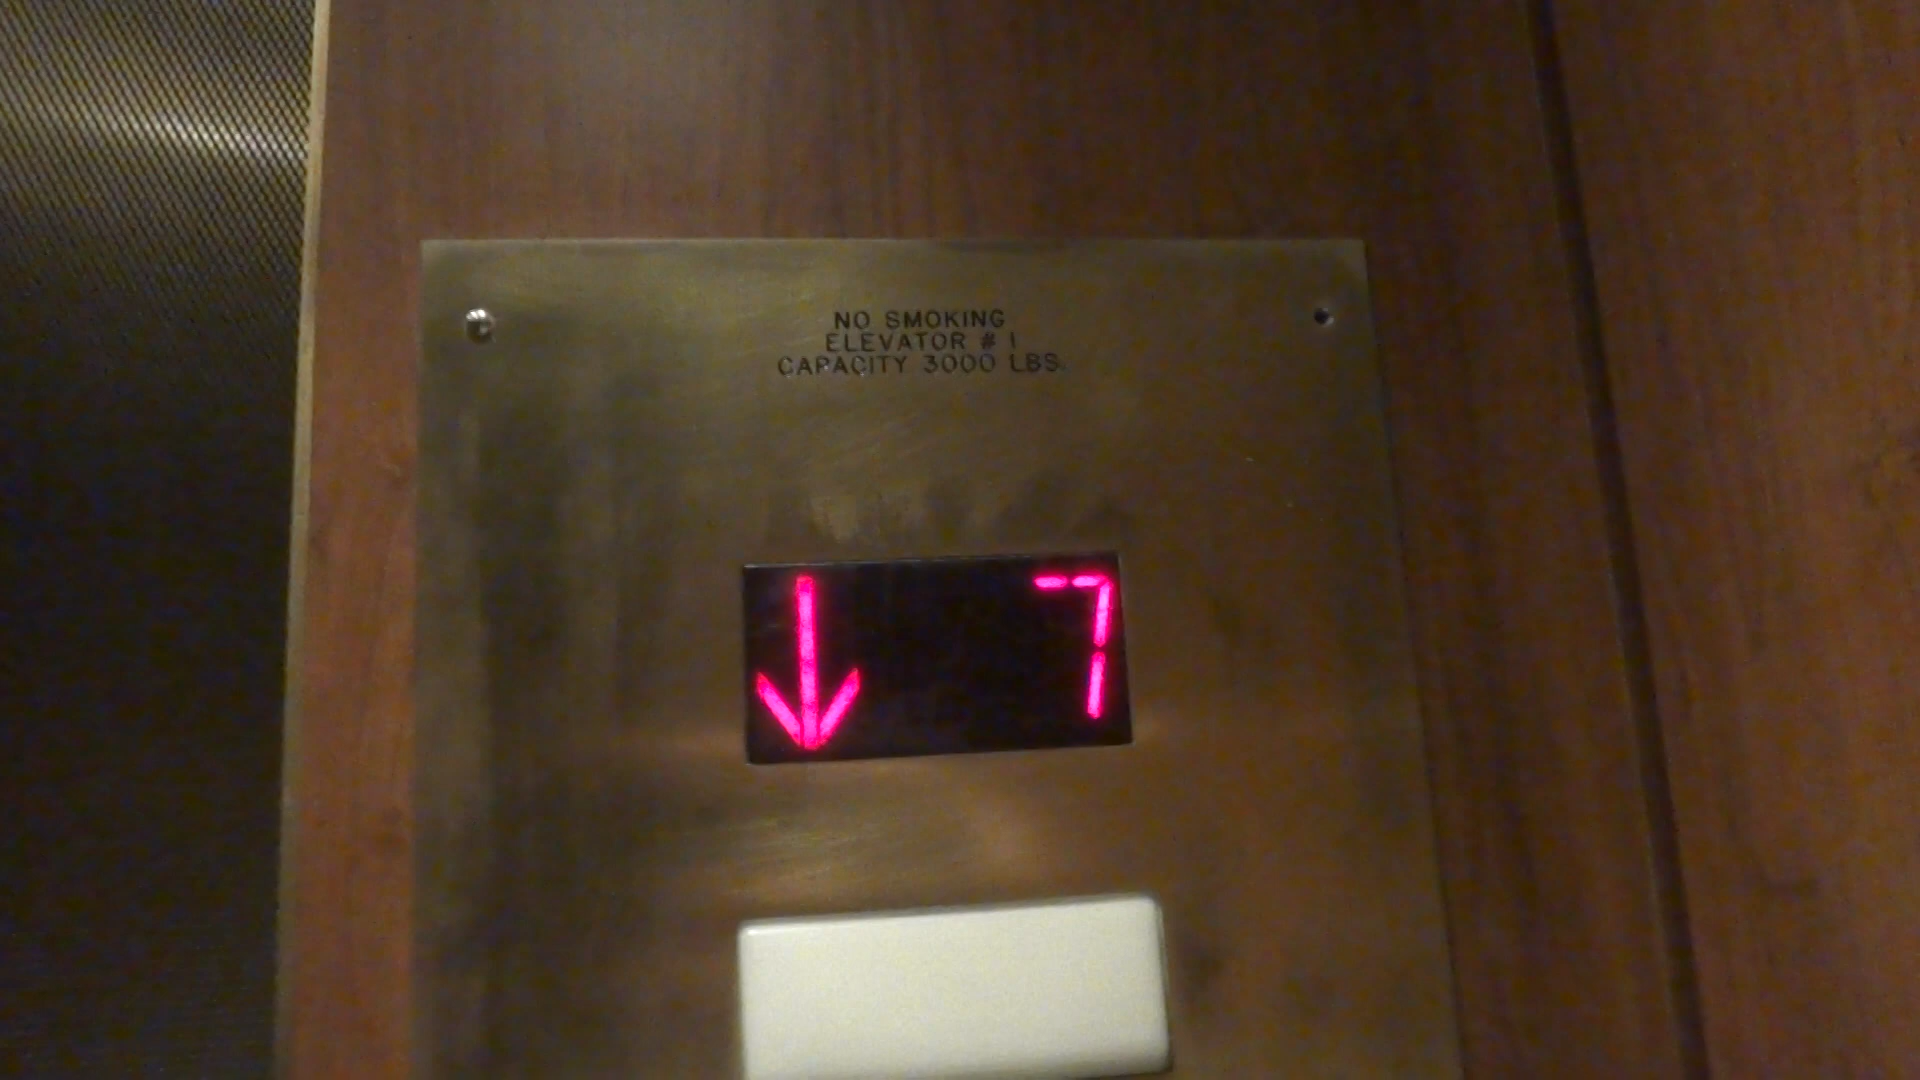 NO SMOKING
ELEVATOR # 1
CAPACITY 3000 LBS.
7